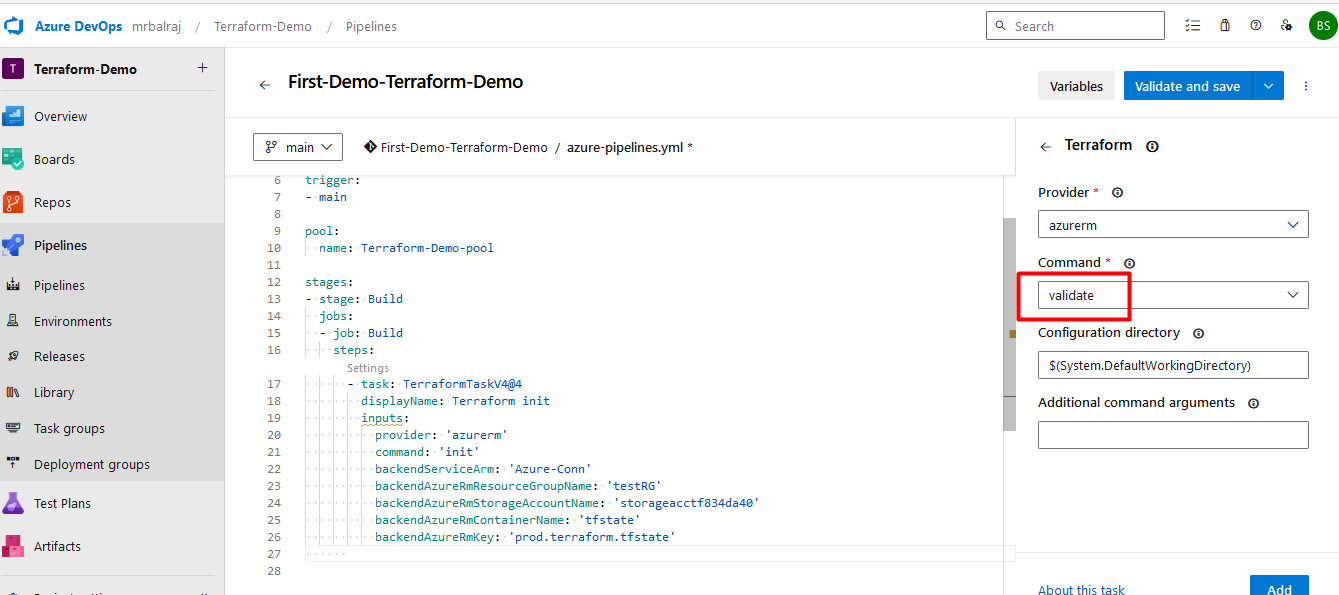 Azure DevOps mrbalraj / Terraform-Demo / Pipelines
Search
BS
T Terraform-Demo +
Overview
Boards
Repos
Pipelines
Pipelines
Environments
Releases
Library
Task groups
Deployment groups
Test Plans
Artifacts
First-Demo-Terraform-Demo
Variables
Validate and save
main
First-Demo-Terraform-Demo / azure-pipelines.yml *
6 trigger:
7 - main
8
9 pool:
10 name: Terraform-Demo-pool
11
12 stages:
13 - stage: Build
14 jobs:
15 - job: Build
16 steps:
Settings
17 - task: TerraformTaskV4@4
18 displayName: Terraform init
19 inputs:
20 provider: 'azurerm'
21 command: 'init'
22 backendServiceArm: 'Azure-Conn'
23 backendAzureRmResourceGroupName: 'testRG'
24 backendAzureRmStorageAccountName: 'storageacctf834da40'
25 backendAzureRmContainerName: 'tfstate'
26 backendAzureRmKey: 'prod.terraform.tfstate'
27
28
Terraform
Provider *
azurerm
Command *
validate
Configuration directory
$(System.DefaultWorkingDirectory)
Additional command arguments
About this task
Add